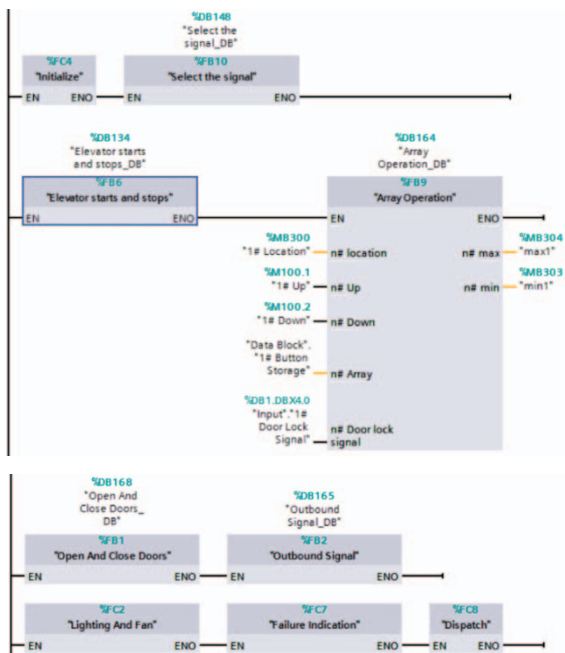 %DB148
"Select the
signal_DB"
%FC4
"Initialize"
%FB10
"Select the signal"
EN ENO
EN ENO
%DB134
"Elevator starts
and stops_DB"
%FB6
"Elevator starts and stops"
EN ENO
%DB164
"Array
Operation_DB"
%FB9
"Array Operation"
EN ENO
%MB300
"1# Location"
n# location
%M100.1
"1# Up"
n# Up
%M100.2
"1# Down"
n# Down
"Data Block".
"1# Button
Storage"
n# Array
%DB1.DBX4.0
"Input"."1#
Door Lock
Signal"
n# Door lock
signal
n# max
%MB304
"max1"
n# min
%MB303
"min1"
%DB168
"Open And
Close Doors_
DB"
%FB1
"Open And Close Doors"
EN ENO
%DB165
"Outbound
Signal_DB"
%FB2
"Outbound Signal"
EN ENO
%FC2
"Lighting And Fan"
EN ENO
%FC7
"Failure Indication"
EN ENO
%FC8
"Dispatch"
EN ENO